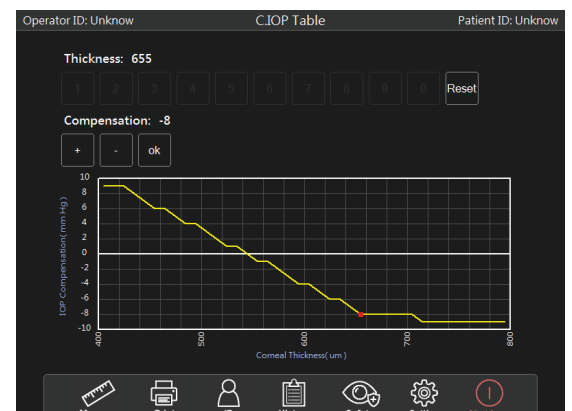 Operator ID: Unknow C.IOP Table Patient ID: Unknow
Thickness: 655
1 2 3 4 5 6 7 8 9 0 Reset
Compensation: -8
+ - ok
IOP Compensation( mm Hg )
10
8
6
4
2
0
-2
-4
-6
-8
-10
400 500 600 700 800
Corneal Thickness( um )